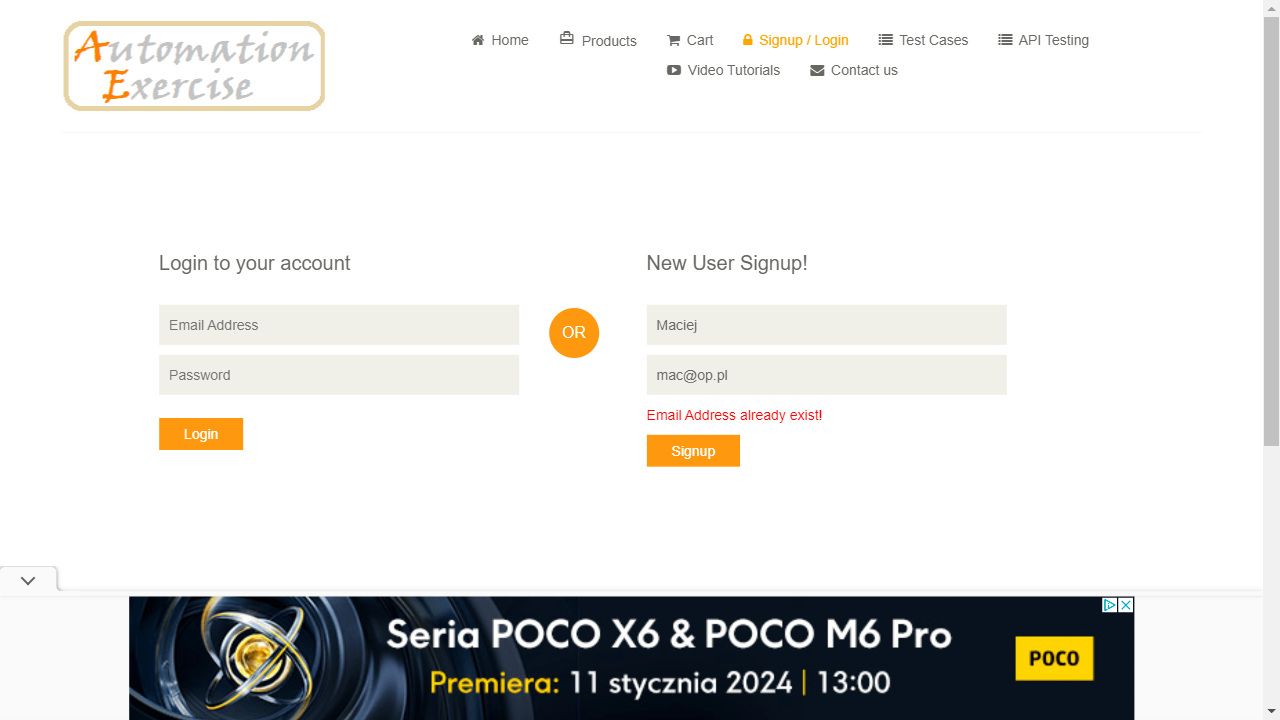 Automation
Exercise
Home
Products
Cart
Signup / Login
Test Cases
API Testing
Video Tutorials
Contact us
Login to your account
Email Address
Password
Login
OR
New User Signup!
Maciej
mac@op.pl
Email Address already exist!
Signup
Seria POCO X6 & POCO M6 Pro
Premiera: 11 stycznia 2024 | 13:00
POCO